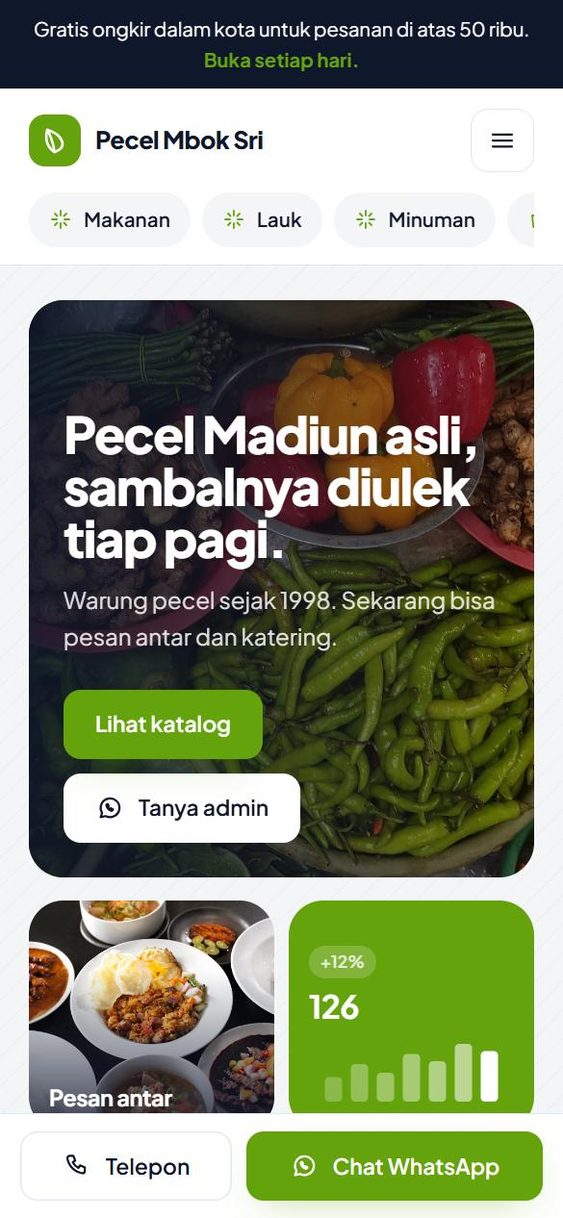 Gratis ongkir dalam kota untuk pesanan di atas 50 ribu.
Buka setiap hari.
Pecel Mbok Sri
Makanan
Lauk
Minuman
Pecel Madiun asli,
sambalnya diulek
tiap pagi.
Warung pecel sejak 1998. Sekarang bisa
pesan antar dan katering.
Lihat katalog
Tanya admin
+12%
126
Pesan antar
Telepon
Chat WhatsApp